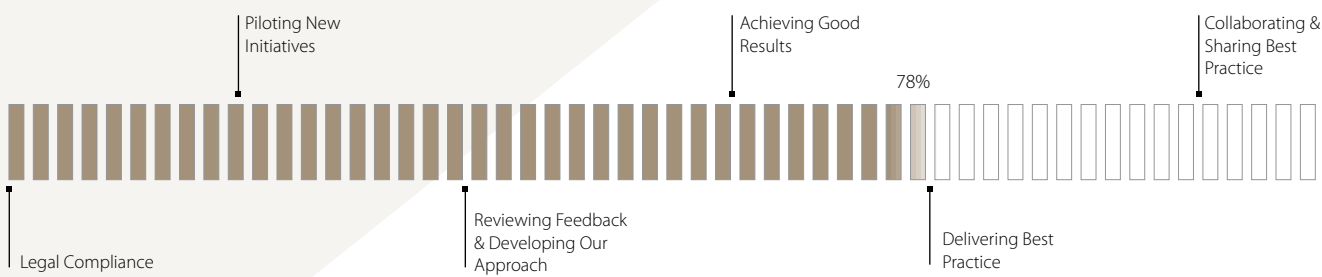 Piloting New
Initiatives
Achieving Good
Results
Collaborating &
Sharing Best
Practice
78%
Legal Compliance
Reviewing Feedback
& Developing Our
Approach
Delivering Best
Practice